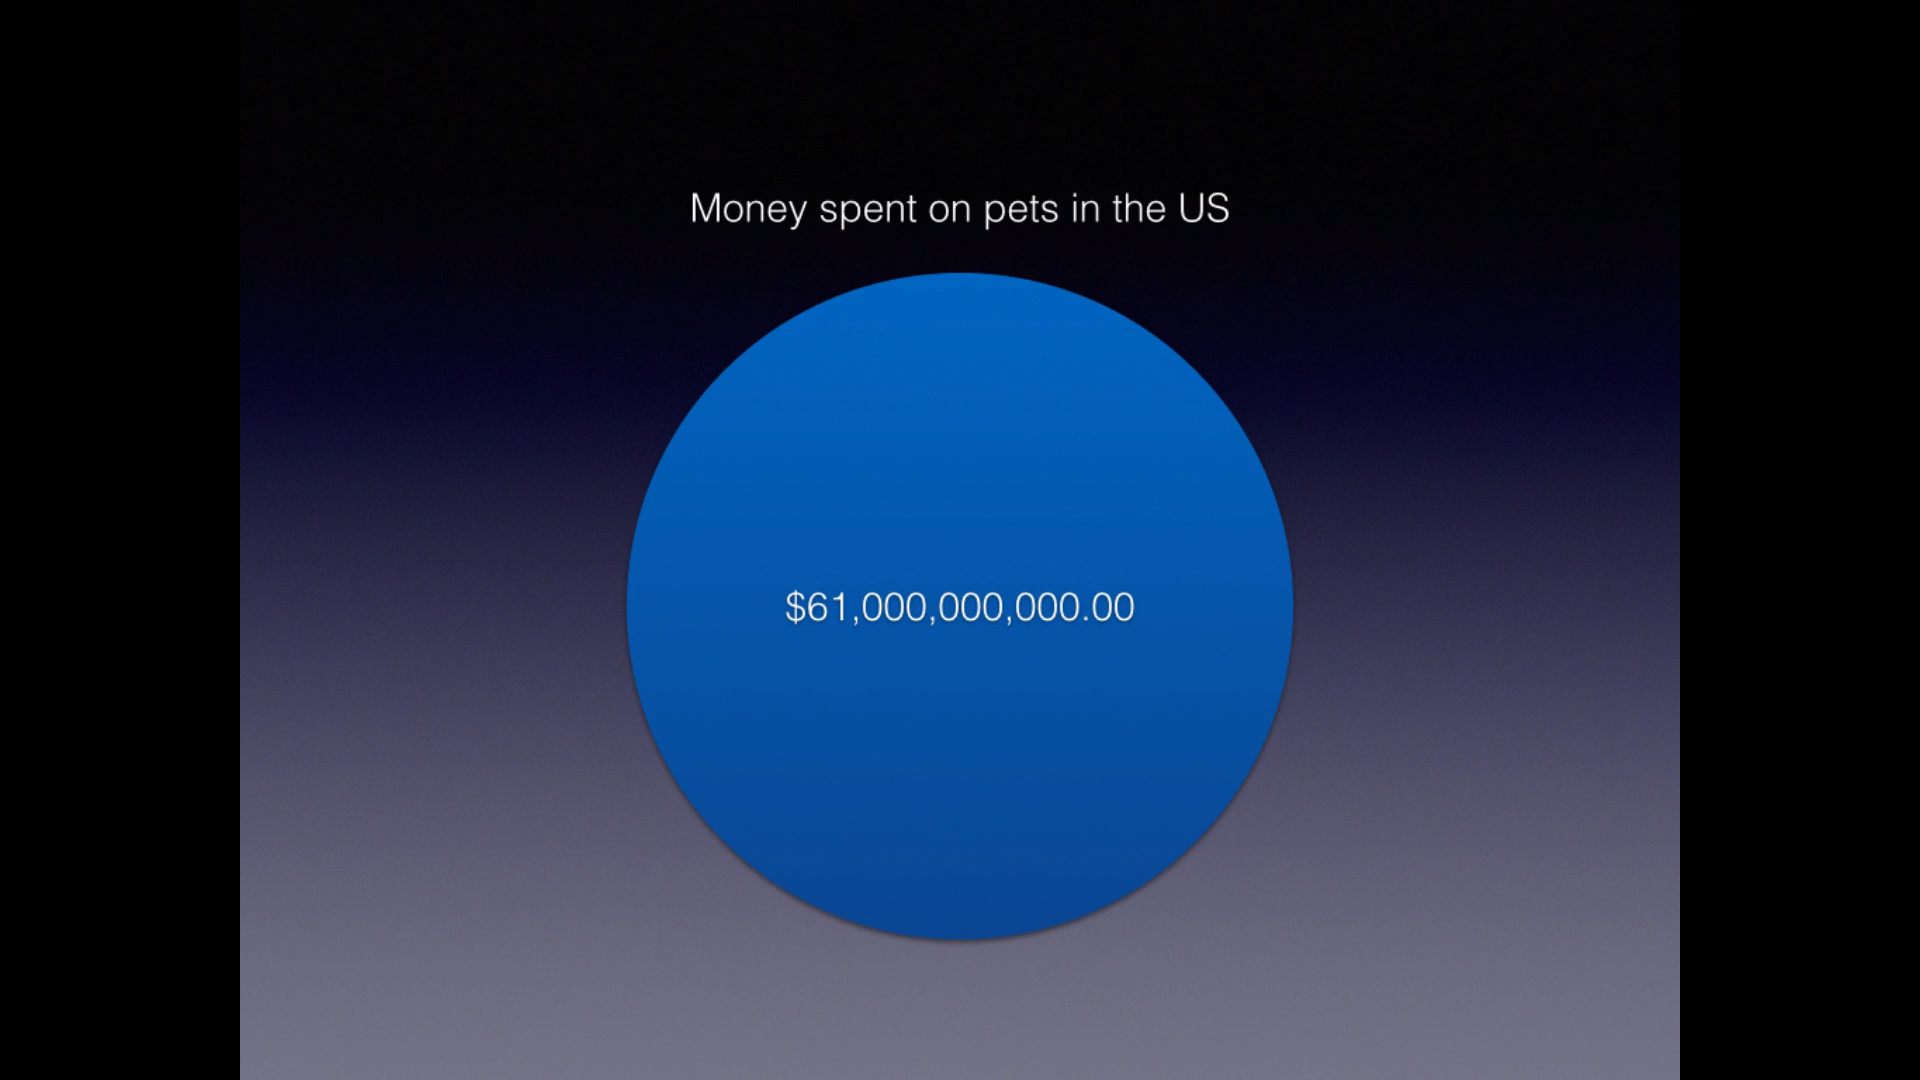 Money spent on pets in the US
$61,000,000,000.00